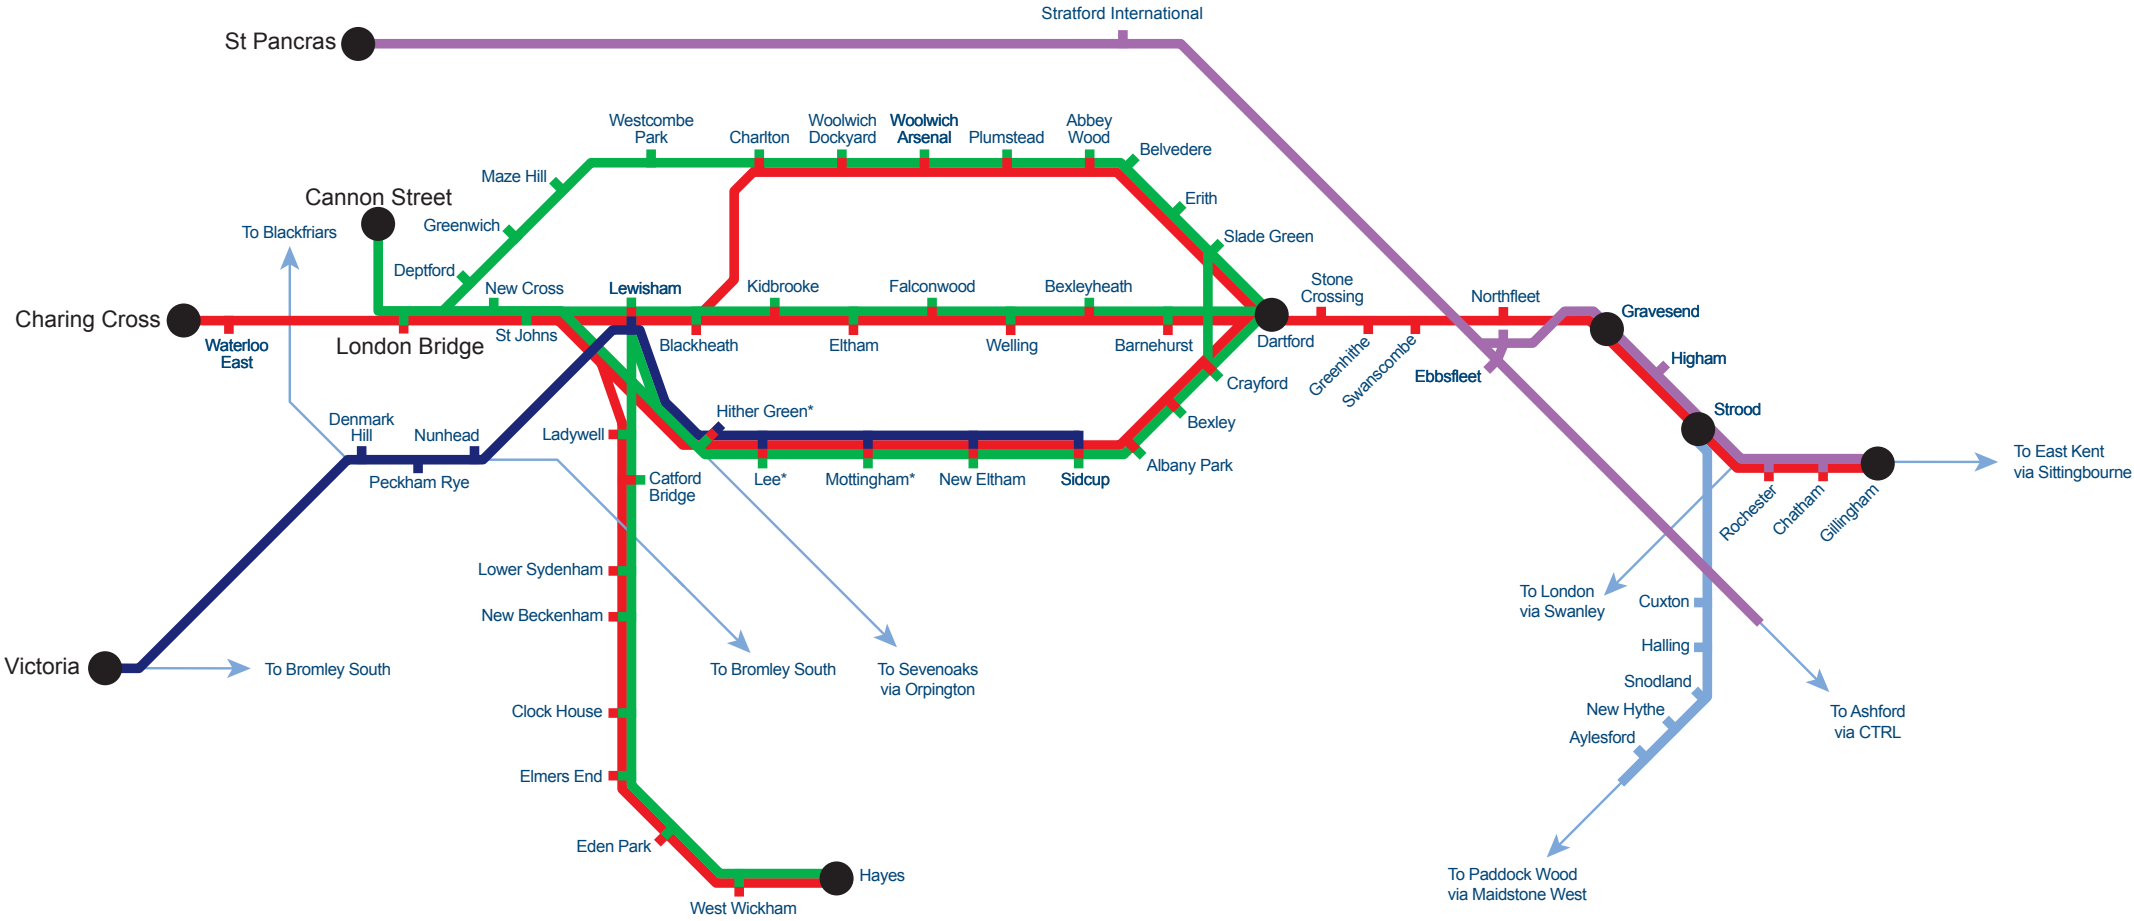 Stratford International
St Pancras
Westcombe
Park
Charlton
Woolwich
Dockyard
Woolwich
Arsenal
Plumstead
Abbey
Wood
Belvedere
Maze Hill
Erith
Cannon Street
Greenwich
To Blackfriars
Slade Green
Deptford
New Cross
Lewisham
Kidbrooke
Falconwood
Bexleyheath
Stone
Crossing
Northfleet
Gravesend
Charing Cross
Waterloo
East
London Bridge
St Johns
Blackheath
Eltham
Welling
Barnehurst
Dartford
Greenhithe
Swanscombe
Ebbsfleet
Higham
Crayford
Strood
Bexley
Denmark
Hill
Nunhead
Peckham Rye
Ladywell
Hither Green*
Catford
Bridge
Lee*
Mottingham*
New Eltham
Sidcup
Albany Park
To East Kent
via Sittingbourne
Rochester
Chatham
Gillingham
Lower Sydenham
New Beckenham
To London
via Swanley
Cuxton
Halling
Victoria
To Bromley South
To Bromley South
To Sevenoaks
via Orpington
Snodland
New Hythe
Aylesford
To Ashford
via CTRL
Clock House
Elmers End
Eden Park
Hayes
West Wickham
To Paddock Wood
via Maidstone West